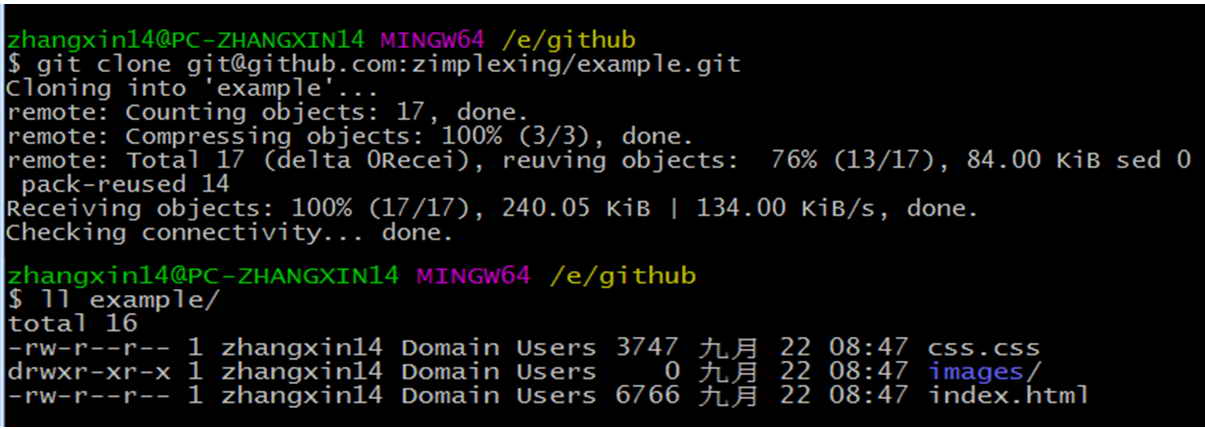 zhangxin14@PC-ZHANGXIN14 MINGW64 /e/github
$ git clone git@github.com:zimplexing/example.git
Cloning into 'example'...
remote: Counting objects: 17, done.
remote: Compressing objects: 100% (3/3), done.
remote: Total 17 (delta 0Recei), reuving objects:  76% (13/17), 84.00 KiB sed 0
 pack-reused 14
Receiving objects: 100% (17/17), 240.05 KiB | 134.00 KiB/s, done.
Checking connectivity... done.
zhangxin14@PC-ZHANGXIN14 MINGW64 /e/github
$ ll example/
total 16
-rw-r--r-- 1 zhangxin14 Domain Users 3747 九月 22 08:47 css.css
drwxr-xr-x 1 zhangxin14 Domain Users    0 九月 22 08:47 images/
-rw-r--r-- 1 zhangxin14 Domain Users 6766 九月 22 08:47 index.html